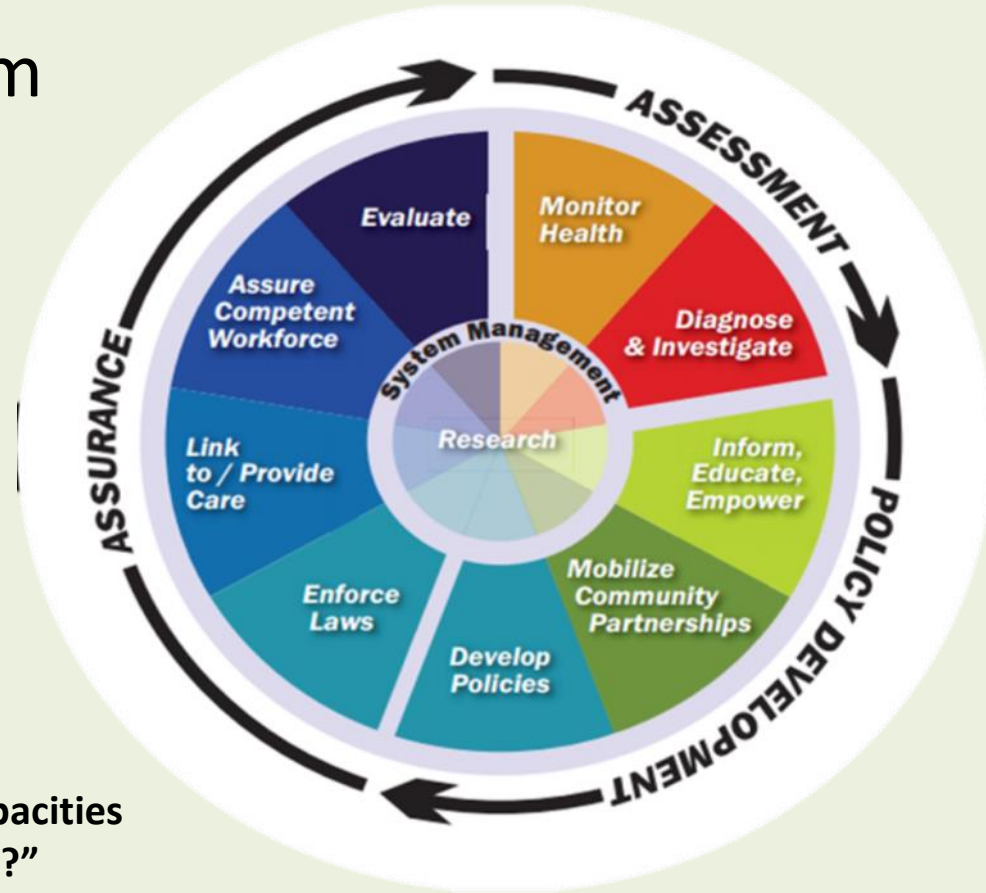 m
ASSESSMENT
POLICY DEVELOPMENT
ASSURANCE
Monitor
Health
Diagnose
& Investigate
Inform,
Educate,
Empower
Mobilize
Community
Partnerships
Develop
Policies
Enforce
Laws
Link
to / Provide
Care
Assure
Competent
Workforce
Evaluate
System Management
Research
pacities
?”